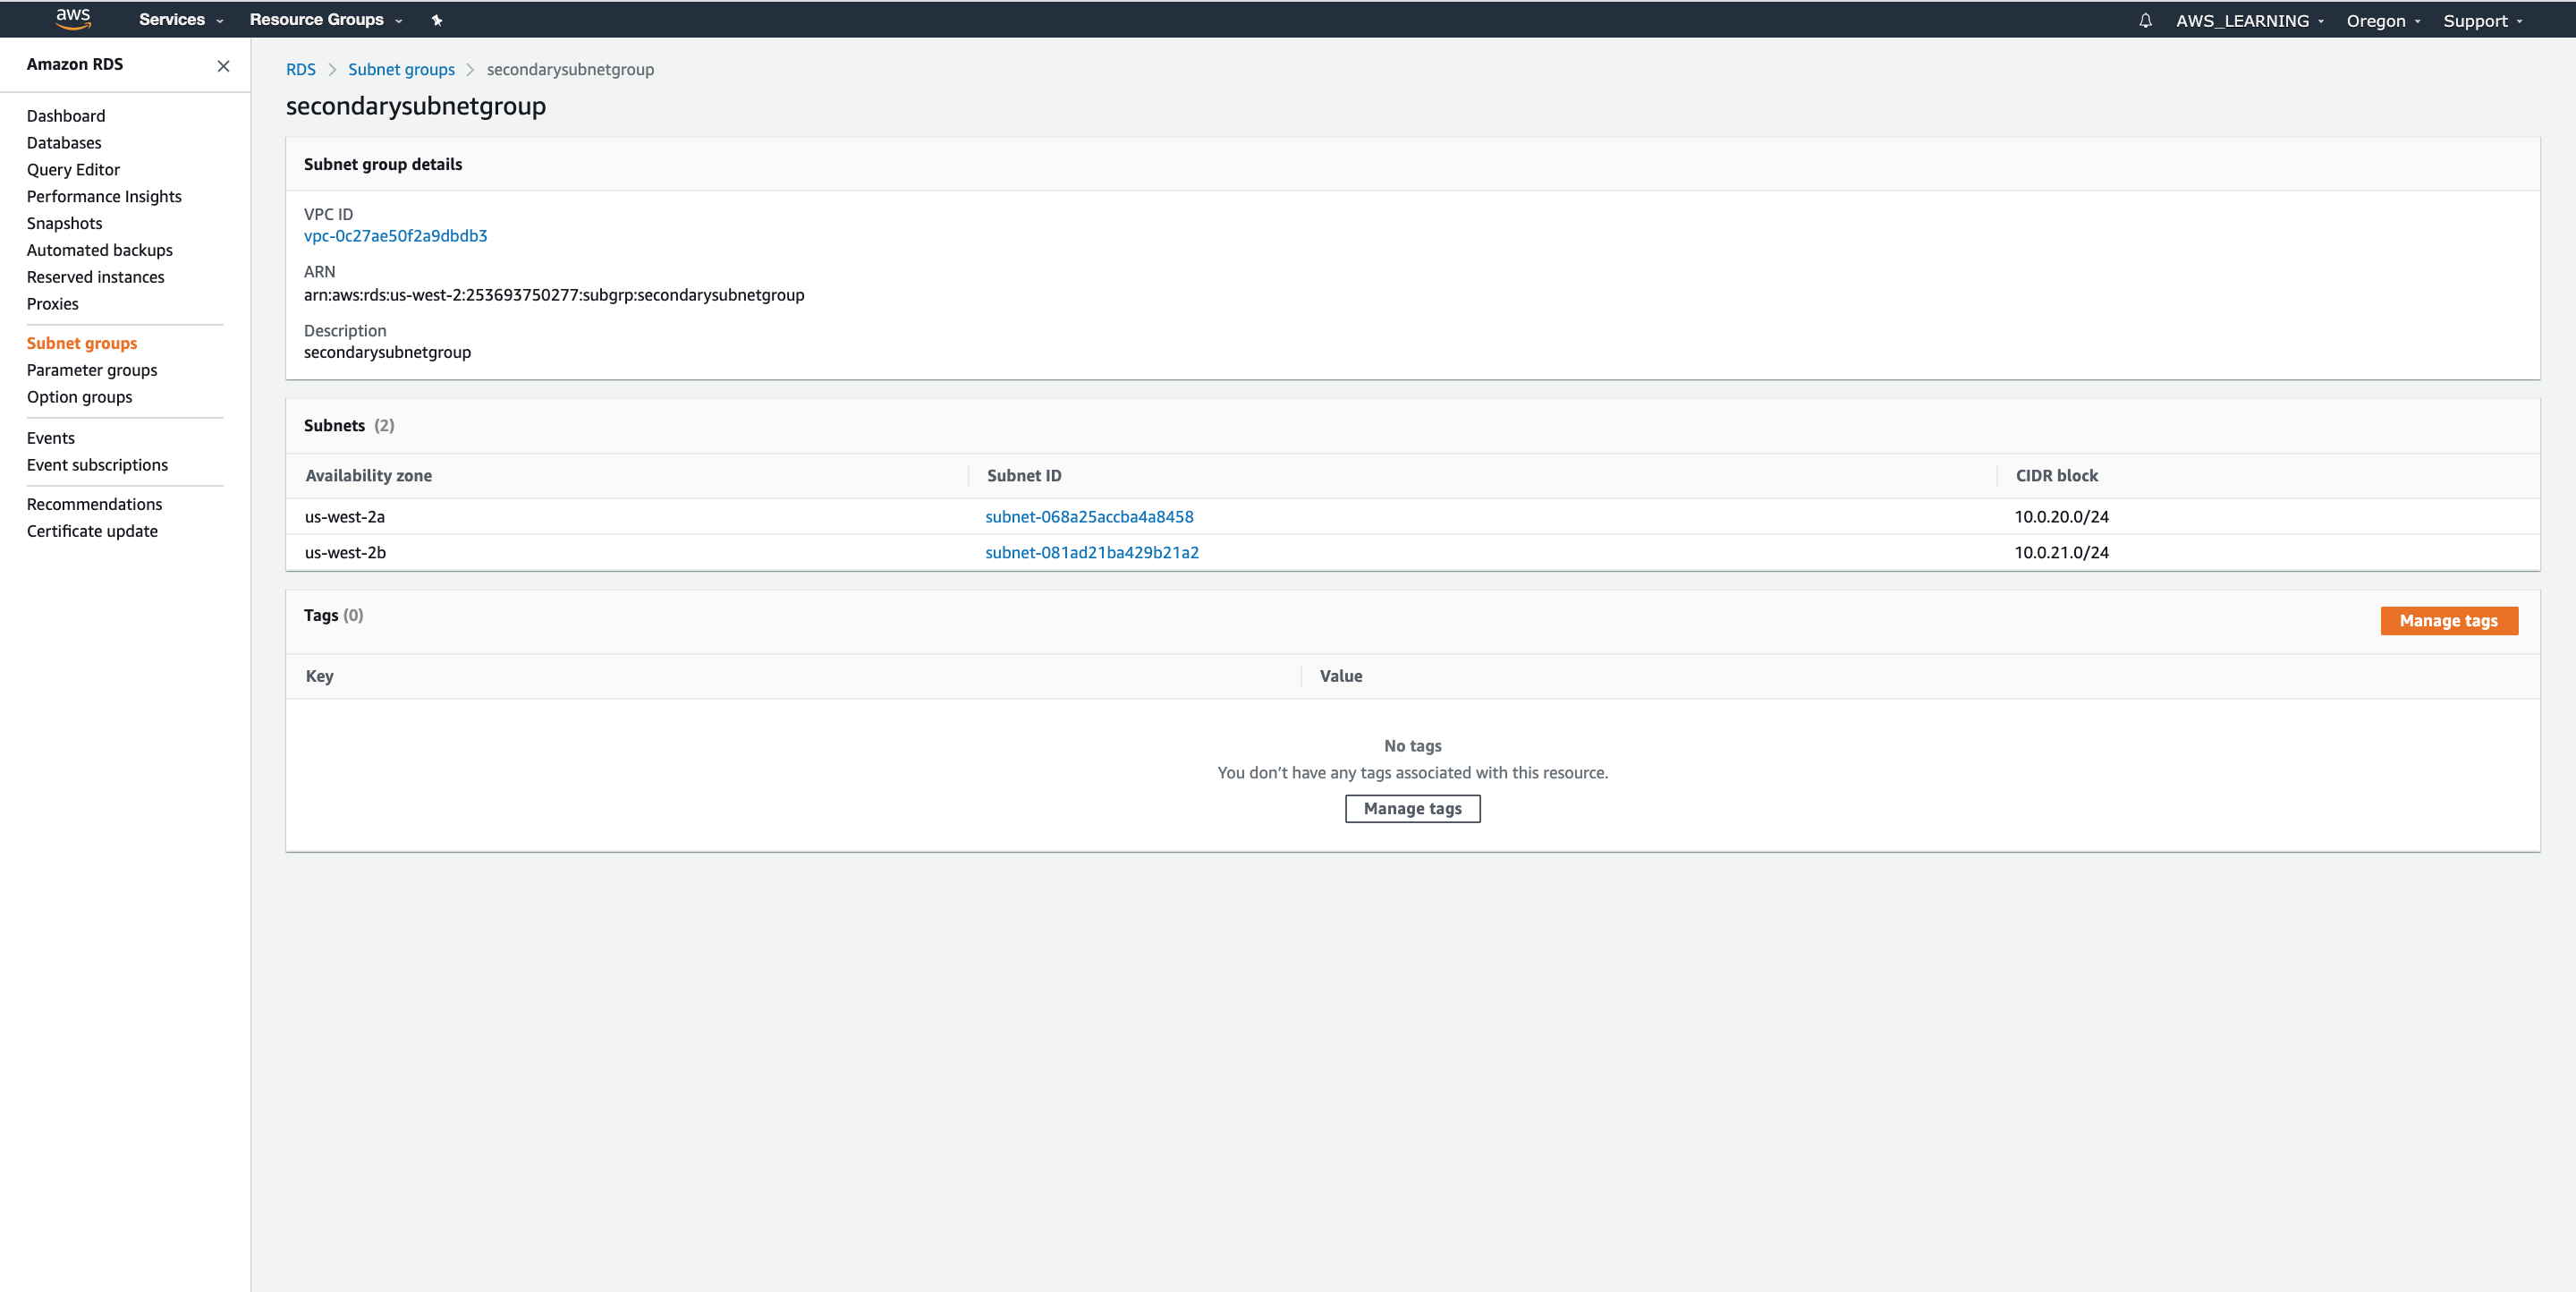 aws Services Resource Groups AWS_LEARNING Oregon Support
Amazon RDS
Dashboard
Databases
Query Editor
Performance Insights
Snapshots
Automated backups
Reserved instances
Proxies
Subnet groups
Parameter groups
Option groups
Events
Event subscriptions
Recommendations
Certificate update
RDS Subnet groups secondarysubnetgroup
secondarysubnetgroup
Subnet group details
VPC ID
vpc-0c27ae50f2a9dbdb3
ARN
arn:aws:rds:us-west-2:253693750277:subgrp:secondarysubnetgroup
Description
secondarysubnetgroup
Subnets (2)
Availability zone Subnet ID CIDR block
us-west-2a subnet-068a25accba4a8458 10.0.20.0/24
us-west-2b subnet-081ad21ba429b21a2 10.0.21.0/24
Tags (0) Manage tags
Key Value
No tags
You don’t have any tags associated with this resource.
Manage tags